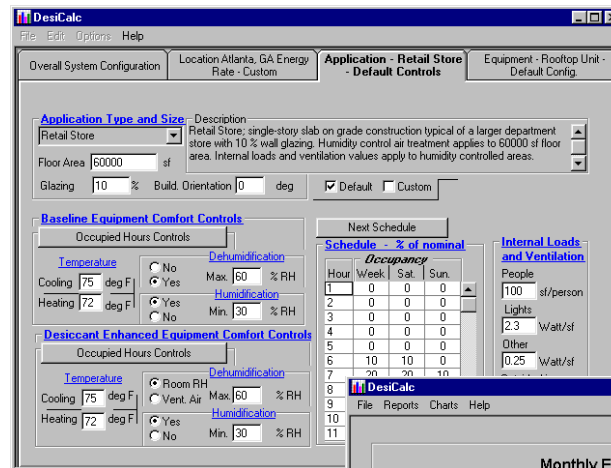 DesiCalc
File Edit Options Help
Overall System Configuration
Location Atlanta, GA Energy
Rate - Custom
Application - Retail Store
- Default Controls
Equipment - Rooftop Unit -
Default Config.
Application Type and Size
Retail Store
Floor Area 60000 sf
Glazing 10 % Build. Orientation 0 deg
Description
Retail Store; single-story slab on grade construction typical of a larger department
store with 10 % wall glazing. Humidity control air treatment applies to 60000 sf floor
area. Internal loads and ventilation values apply to humidity controlled areas.
Default Custom
Baseline Equipment Comfort Controls
Occupied Hours Controls
Temperature
Cooling 75 deg F
Heating 72 deg F
No
Yes
Dehumidification
Max. 60 % RH
Yes
No
Humidification
Min. 30 % RH
Desiccant Enhanced Equipment Comfort Controls
Occupied Hours Controls
Temperature
Cooling 75 deg F
Heating 72 deg F
Room RH
Vent. Air
Dehumidification
Max. 60 % RH
Yes
No
Humidification
Min. 30 % RH
Next Schedule
Schedule - % of nominal
Occupancy
Hour Week Sat. Sun.
1 0 0 0
2 0 0 0
3 0 0 0
4 0 0 0
5 0 0 0
6 10 10 0
7 20 20 10
8
9
10
11
Internal Loads
and Ventilation
People
100 sf/person
Lights
2.3 Watt/sf
Other
0.25 Watt/sf
DesiCalc
File Reports Charts Help
Monthly